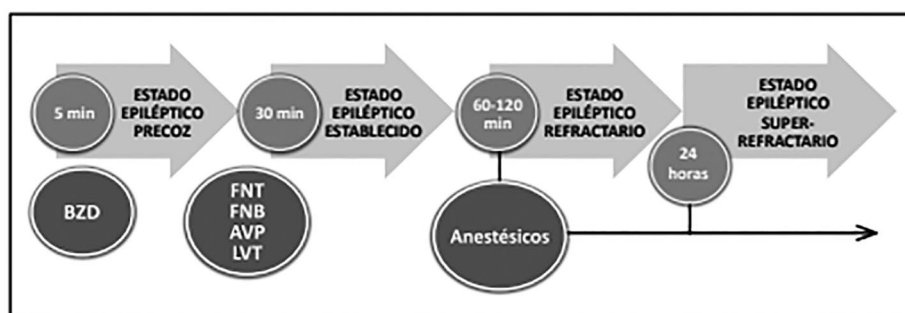 5 min
ESTADO
EPILÉPTICO
PRECOZ
30 min
ESTADO
EPILÉPTICO
ESTABLECIDO
60-120
min
ESTADO
EPILÉPTICO
REFRACTARIO
ESTADO
EPILÉPTICO
SUPER-
REFRACTARIO
24
horas
BZD
FNT
FNB
AVP
LVT
Anestésicos